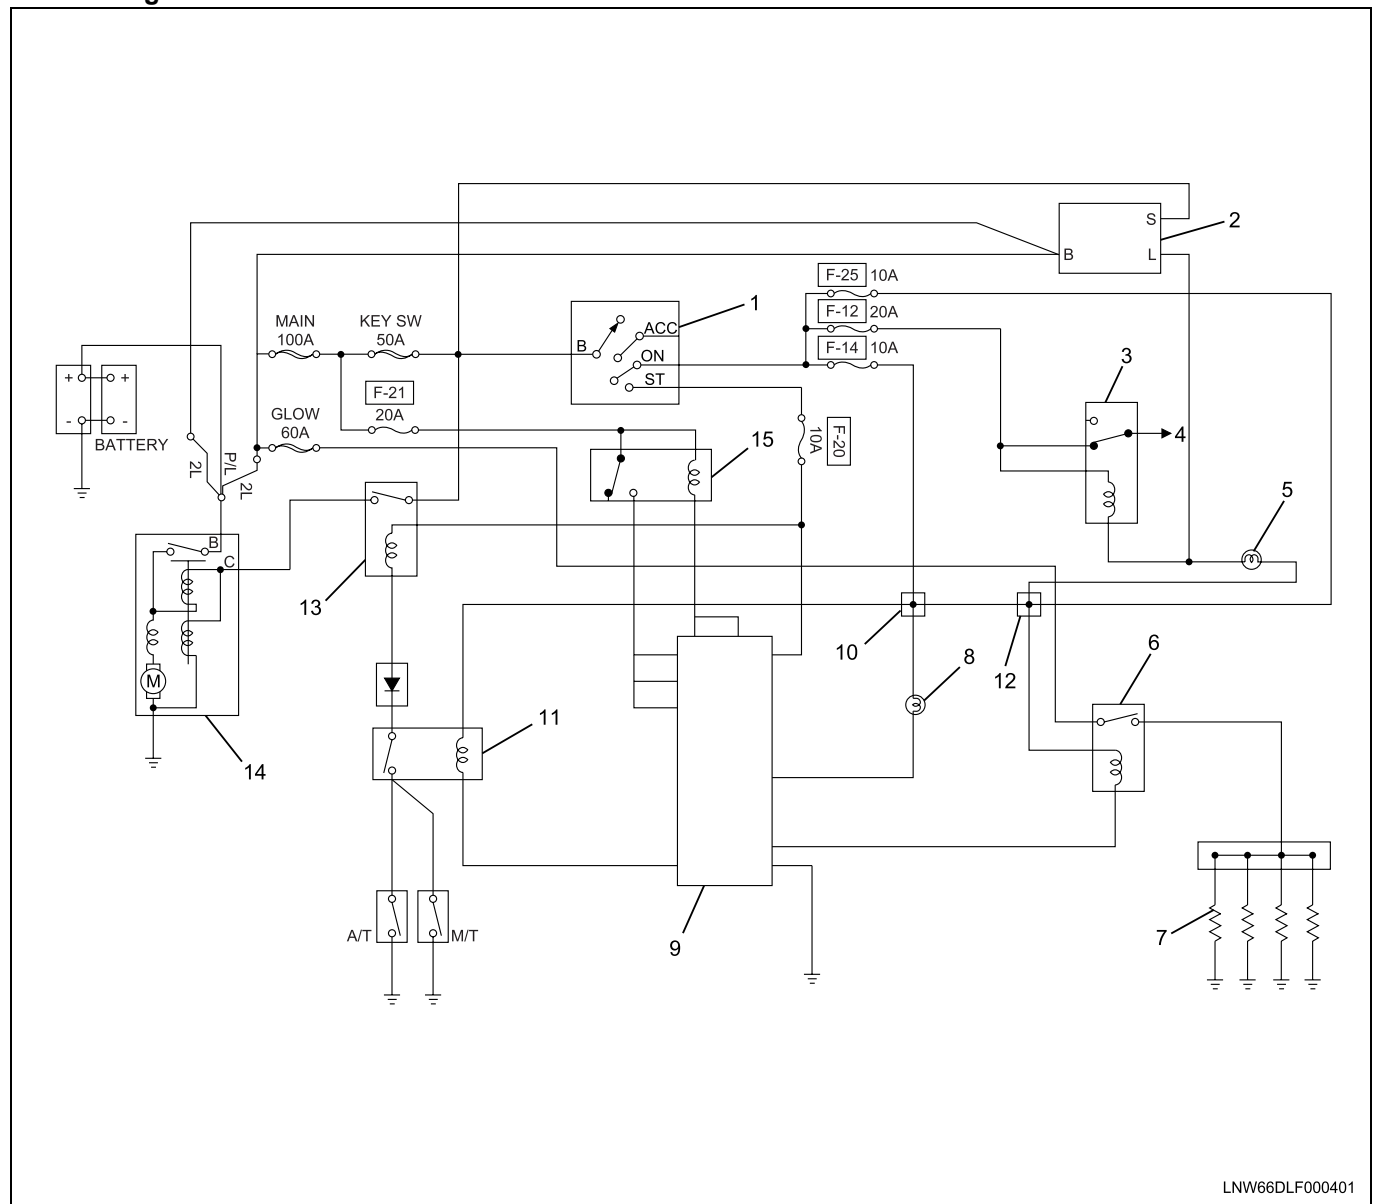 g
S
2
B
L
F-25 10A
1
F-12 20A
MAIN
100A
KEY SW
50A
ACC
B
F-14 10A
ON
3
ST
+ +
F-21
20A
GLOW
60A
- -
BATTERY
15
10A
F-20
4
2L
P/L
2L
5
B
C
13
10
6
8
12
M
11
14
A/T
M/T
9
7
LNW66DLF000401